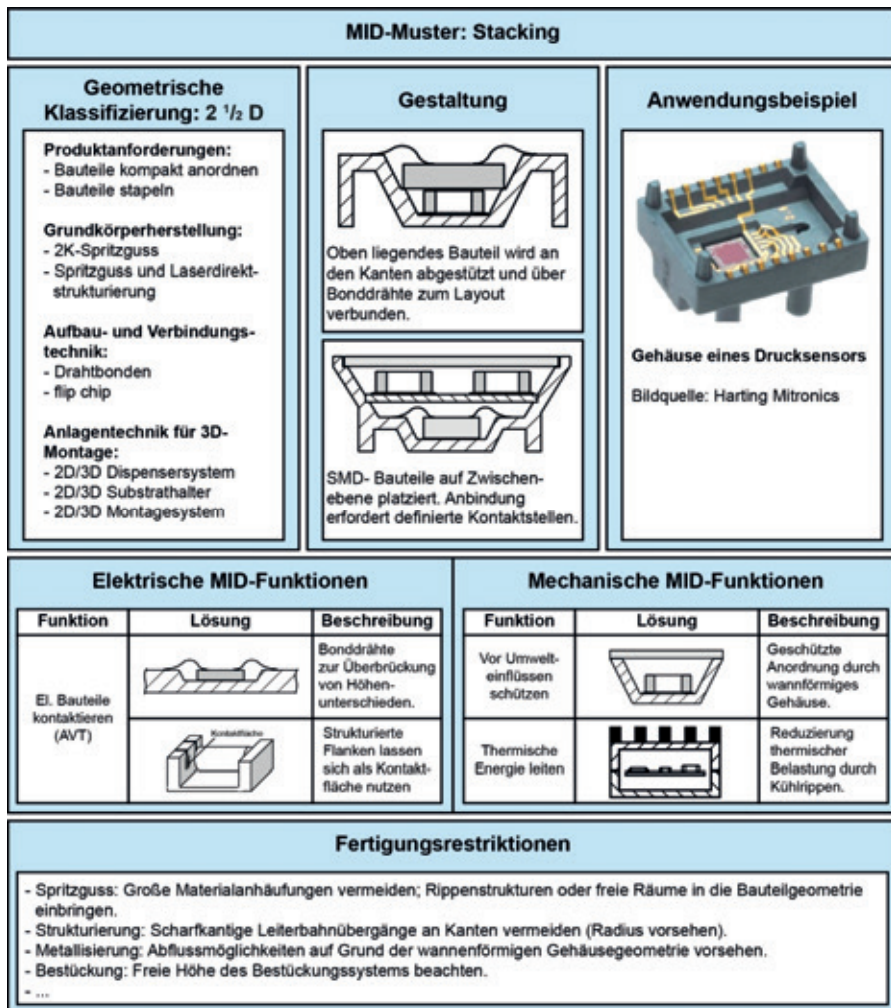 MID-Muster: Stacking
Geometrische
Klassifizierung: 2 1/2 D
Produktanforderungen:
- Bauteile kompakt anordnen
- Bauteile stapeln
Grundkörperherstellung:
- 2K-Spritzguss
- Spritzguss und Laserdirekt-
strukturierung
Aufbau- und Verbindungs-
technik:
- Drahtbonden
- flip chip
Anlagentechnik für 3D-
Montage:
- 2D/3D Dispensersystem
- 2D/3D Substrathalter
- 2D/3D Montagesystem
Gestaltung
Oben liegendes Bauteil wird an
den Kanten abgestützt und über
Bonddrähte zum Layout
verbunden.
SMD- Bauteile auf Zwischen-
ebene platziert. Anbindung
erfordert definierte Kontaktstellen.
Anwendungsbeispiel
Gehäuse eines Drucksensors
Bildquelle: Harting Mitronics
Elektrische MID-Funktionen
Funktion Lösung Beschreibung
El. Bauteile
kontaktieren
(AVT)
Bonddrähte
zur Überbrückung
von Höhen-
unterschieden.
Kontaktfläche
Strukturierte
Flanken lassen
sich als Kontakt-
fläche nutzen
Mechanische MID-Funktionen
Funktion Lösung Beschreibung
Vor Umwelt-
einflüssen
schützen
Geschützte
Anordnung durch
wannförmiges
Gehäuse.
Thermische
Energie leiten
Reduzierung
thermischer
Belastung durch
Kühlrippen.
Fertigungsrestriktionen
- Spritzguss: Große Materialanhäufungen vermeiden; Rippenstrukturen oder freie Räume in die Bauteilgeometrie
einbringen.
- Strukturierung: Scharfkantige Leiterbahnübergänge an Kanten vermeiden (Radius vorsehen).
- Metallisierung: Abflussmöglichkeiten auf Grund der wannenförmigen Gehäusegeometrie vorsehen.
- Bestückung: Freie Höhe des Bestückungssystems beachten.
- ...